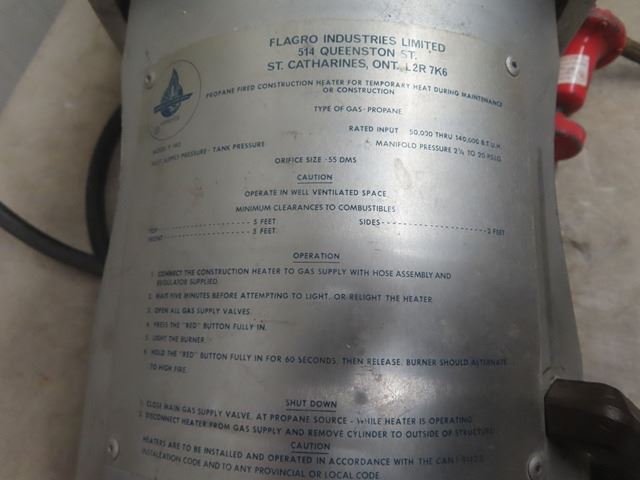 FLAGRO INDUSTRIES LIMITED
514 QUEENSTON ST.
ST. CATHARINES, ONT. L2R 7K6
PROPANE FIRED CONSTRUCTION HEATER FOR TEMPORARY HEAT DURING MAINTENANCE
OR CONSTRUCTION
TYPE OF GAS-PROPANE
RATED INPUT 50,000 THRU 140,000 B.T.U.H.
MODEL F
MANIFOLD PRESSURE 2¼ TO 20 P.S.I.G.
INLET SUPPLY PRESSURE - TANK PRESSURE
ORIFICE SIZE -55 DMS
CAUTION
OPERATE IN WELL VENTILATED SPACE
MINIMUM CLEARANCES TO COMBUSTIBLES
TOP 5 FEET SIDES 2 FEET
FRONT 5 FEET.
OPERATION
1. CONNECT THE CONSTRUCTION HEATER TO GAS SUPPLY WITH HOSE ASSEMBLY AND
REGULATOR SUPPLIED.
2. WAIT FIVE MINUTES BEFORE ATTEMPTING TO LIGHT, OR RELIGHT THE HEATER
3. OPEN ALL GAS SUPPLY VALVES.
4. PRESS THE "RED" BUTTON FULLY IN.
5. LIGHT THE BURNER
6. HOLD THE "RED" BUTTON FULLY IN FOR 60 SECONDS, THEN RELEASE. BURNER SHOULD ALTERNATE
TO HIGH FIRE.
SHUT DOWN
1. CLOSE MAIN GAS SUPPLY VALVE, AT PROPANE SOURCE - WHILE HEATER IS OPERATING
2. DISCONNECT HEATER FROM GAS SUPPLY AND REMOVE CYLINDER TO OUTSIDE OF STRUCTURE
CAUTION
HEATERS ARE TO BE INSTALLED AND OPERATED IN ACCORDANCE WITH THE
INSTALLATION CODE AND TO ANY PROVINCIAL OR LOCAL CODE.